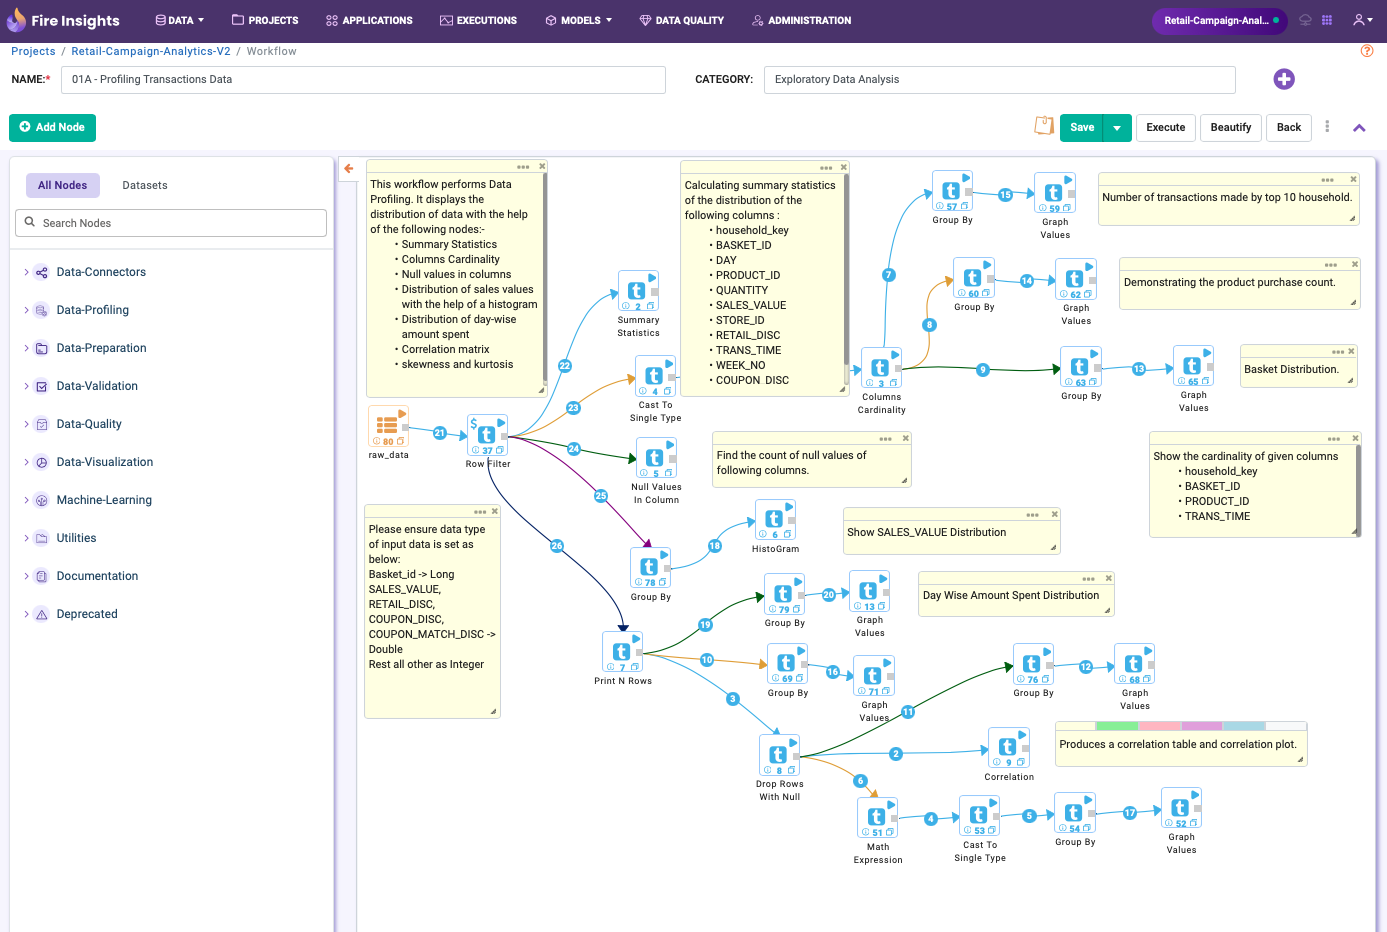 Fire Insights
DATA
PROJECTS
APPLICATIONS
EXECUTIONS
MODELS
DATA QUALITY
ADMINISTRATION
Retail-Campaign-Anal...
Projects / Retail-Campaign-Analytics-V2 / Workflow
NAME:*
01A - Profiling Transactions Data
CATEGORY:
Exploratory Data Analysis
Add Node
Save
Execute
Beautify
Back
All Nodes
Datasets
Search Nodes
Data-Connectors
Data-Profiling
Data-Preparation
Data-Validation
Data-Quality
Data-Visualization
Machine-Learning
Utilities
Documentation
Deprecated
This workflow performs Data
Profiling. It displays the
distribution of data with the help
of the following nodes:-
• Summary Statistics
• Columns Cardinality
• Null values in columns
• Distribution of sales values
with the help of a histogram
• Distribution of day-wise
amount spent
• Correlation matrix
• skewness and kurtosis
Calculating summary statistics
of the distribution of the
following columns :
• household_key
• BASKET_ID
• DAY
• PRODUCT_ID
• QUANTITY
• SALES_VALUE
• STORE_ID
• RETAIL_DISC
• TRANS_TIME
• WEEK_NO
• COUPON_DISC
Number of transactions made by top 10 household.
Demonstrating the product purchase count.
Basket Distribution.
Show the cardinality of given columns
• household_key
• BASKET_ID
• PRODUCT_ID
• TRANS_TIME
Find the count of null values of
following columns.
Show SALES_VALUE Distribution
Day Wise Amount Spent Distribution
Produces a correlation table and correlation plot.
Please ensure data type
of input data is set as
below:
Basket_id -> Long
SALES_VALUE,
RETAIL_DISC,
COUPON_DISC,
COUPON_MATCH_DISC ->
Double
Rest all other as Integer
80
raw_data
21
37
Row Filter
22
2
Summary
Statistics
23
4
Cast To
Single Type
24
5
Null Values
In Column
25
78
Group By
26
7
Print N Rows
3
Columns
Cardinality
7
57
Group By
15
59
Graph
Values
8
60
Group By
14
62
Graph
Values
9
63
Group By
13
65
Graph
Values
18
6
HistoGram
19
79
Group By
20
13
Graph
Values
10
69
Group By
16
71
Graph
Values
3
8
Drop Rows
With Null
11
76
Group By
12
68
Graph
Values
2
9
Correlation
6
51
Math
Expression
4
53
Cast To
Single Type
5
54
Group By
17
52
Graph
Values